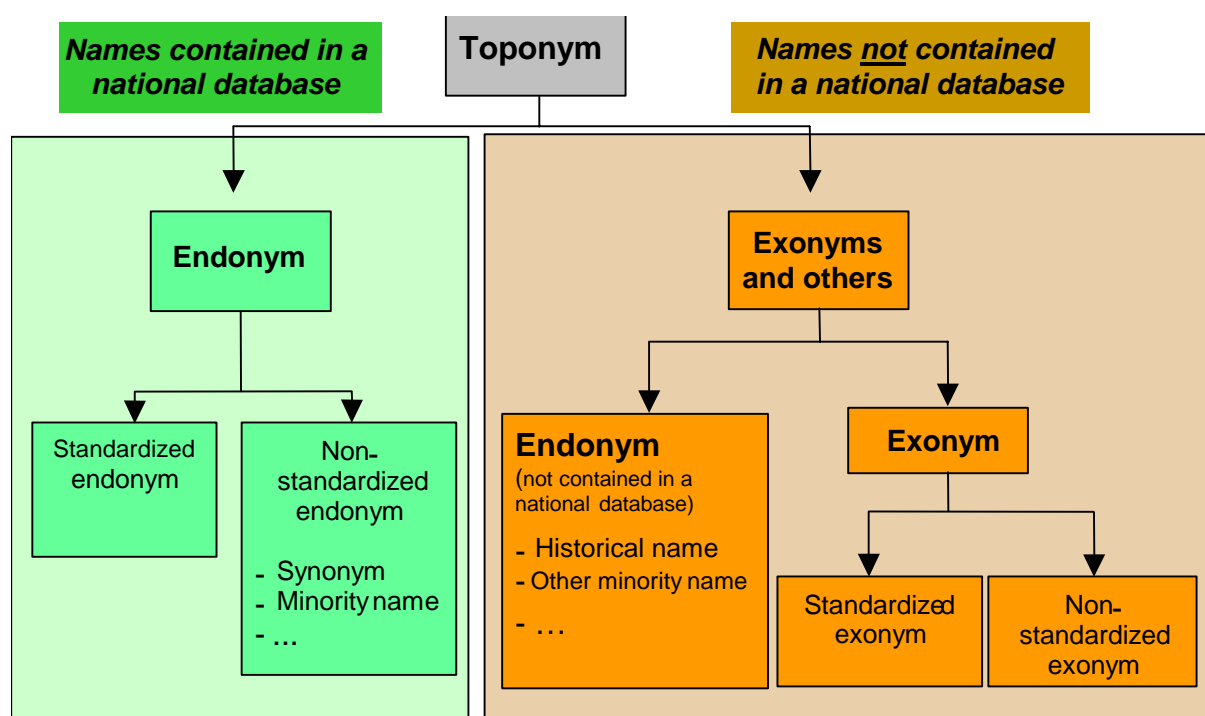 Names contained in a
national database
Toponym
Names not contained
in a national database
Endonym
Exonyms
and others
Standardized
endonym
Non-
standardized
endonym
- Synonym
- Minority name
- ...
Endonym
(not contained in a
national database)
- Historical name
- Other minority name
- ...
Exonym
Standardized
exonym
Non-
standardized
exonym